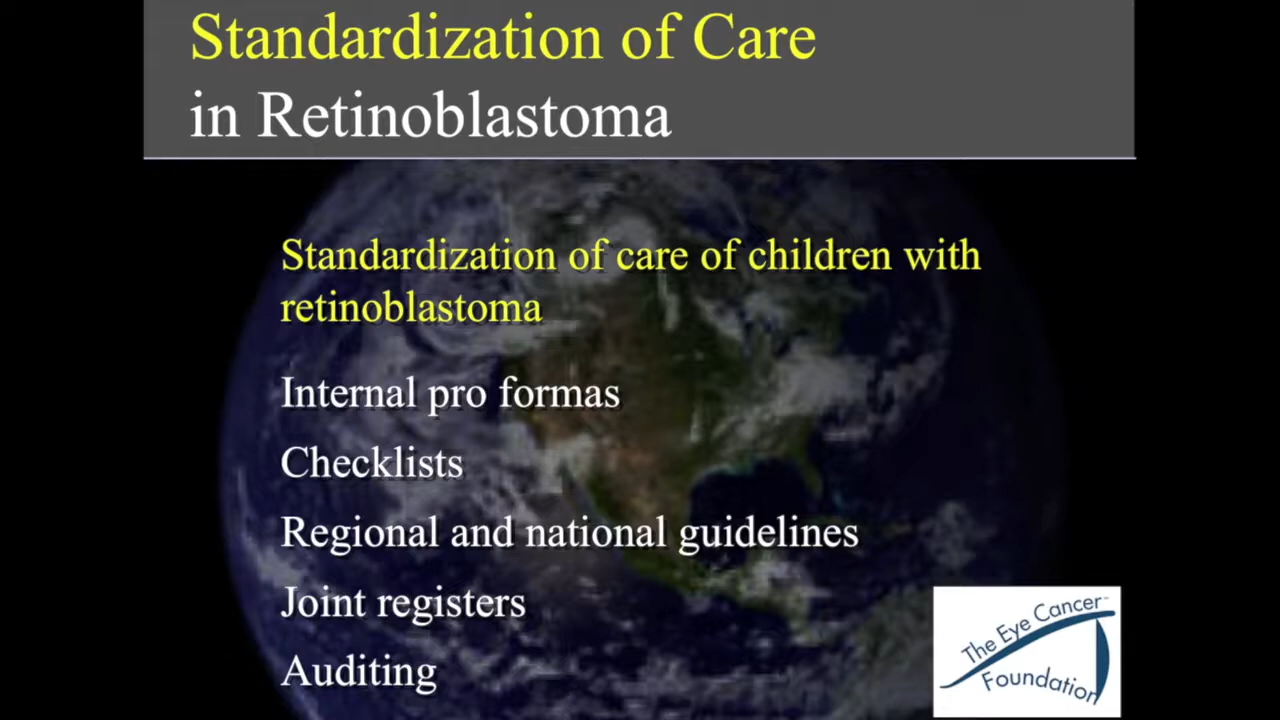 Standardization of Care
in Retinoblastoma
Standardization of care of children with
retinoblastoma
Internal pro formas
Checklists
Regional and national guidelines
Joint registers
Auditing
The Eye Cancer™
Foundation